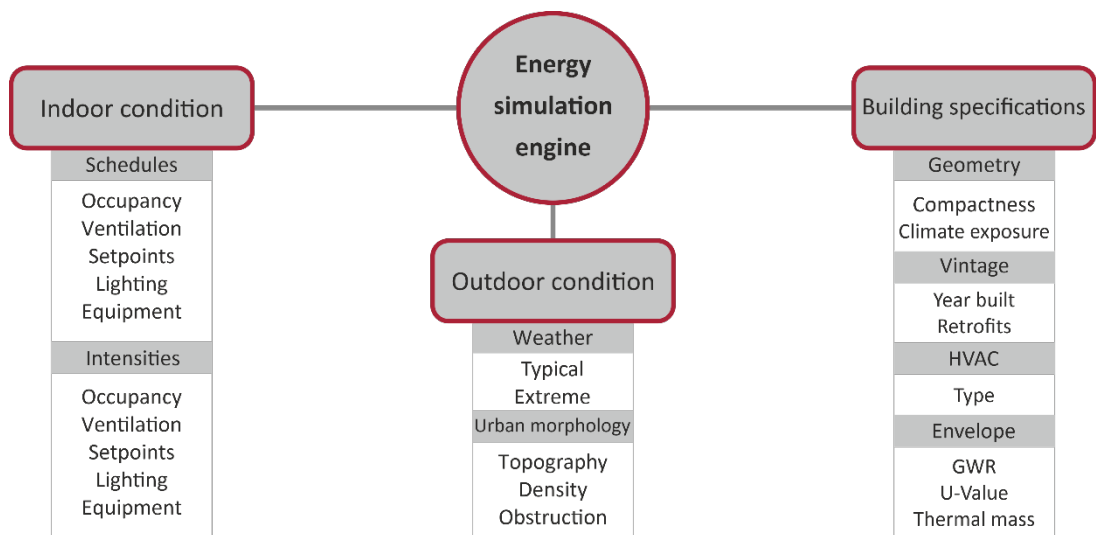 Energy
simulation
engine
Indoor condition
Schedules
Occupancy
Ventilation
Setpoints
Lighting
Equipment
Intensities
Occupancy
Ventilation
Setpoints
Lighting
Equipment
Outdoor condition
Weather
Typical
Extreme
Urban morphology
Topography
Density
Obstruction
Building specifications
Geometry
Compactness
Climate exposure
Vintage
Year built
Retrofits
HVAC
Type
Envelope
GWR
U-Value
Thermal mass